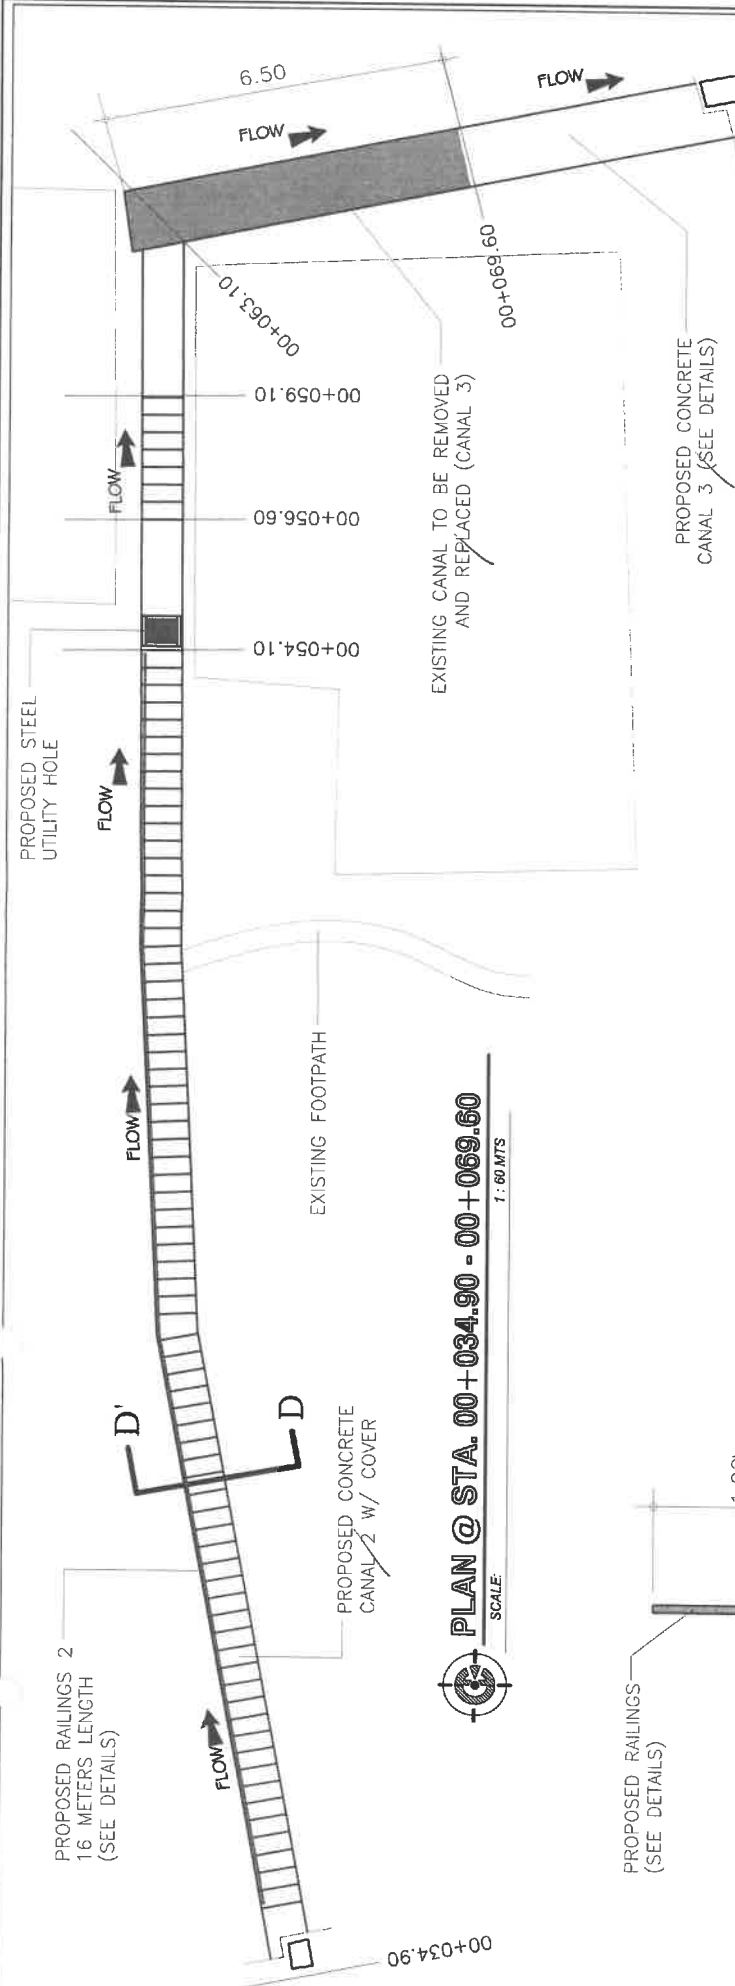 6.50
FLOW
FLOW
00+063.10
00+069.60
00+059.10
FLOW
00+056.60
00+054.10
PROPOSED STEEL
UTILITY HOLE
EXISTING CANAL TO BE REMOVED
AND REPLACED (CANAL 3)
PROPOSED CONCRETE
CANAL 3 (SEE DETAILS)
FLOW
FLOW
EXISTING FOOTPATH
D'
D
PROPOSED CONCRETE
CANAL 2 W/ COVER
PROPOSED RAILINGS 2
16 METERS LENGTH
(SEE DETAILS)
FLOW
00+034.90
PLAN @ STA. 00+034.90 - 00+069.60
SCALE:
1 : 60 MTS
PROPOSED RAILINGS
(SEE DETAILS)